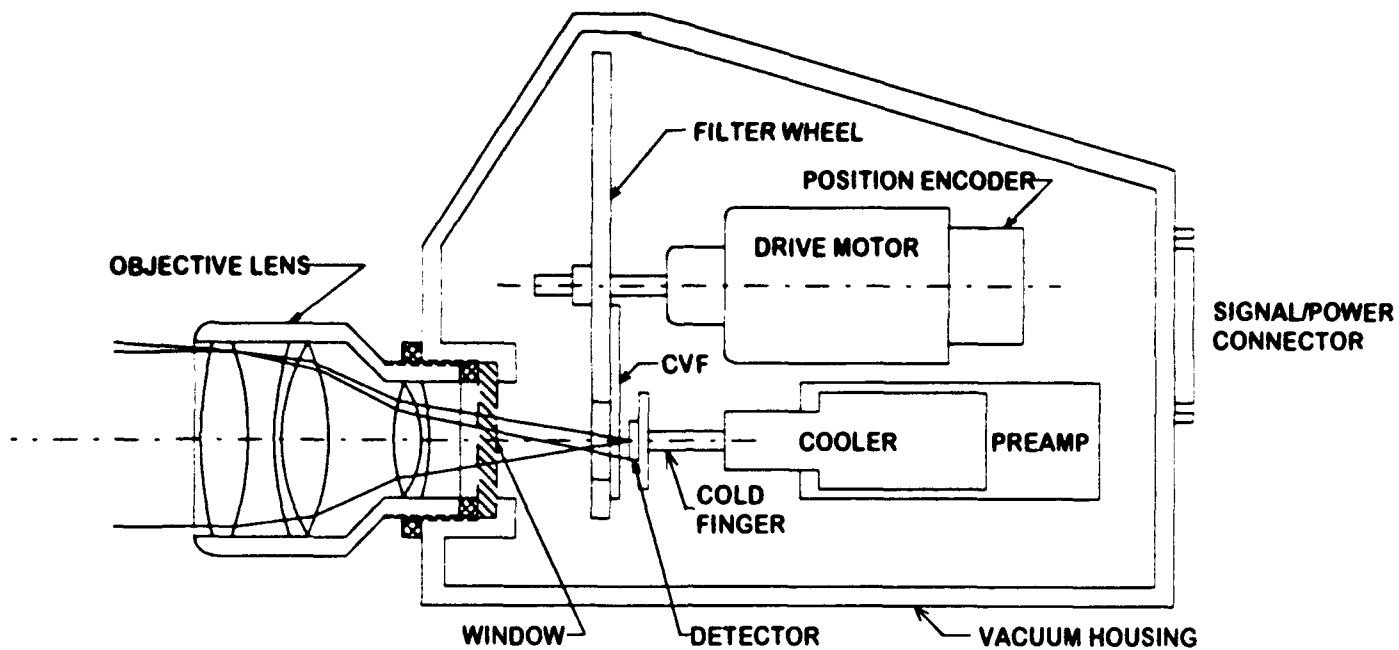 FILTER WHEEL
POSITION ENCODER
DRIVE MOTOR
OBJECTIVE LENS
SIGNAL/POWER
CONNECTOR
CVF
COOLER
PREAMP
COLD
FINGER
WINDOW
DETECTOR
VACUUM HOUSING